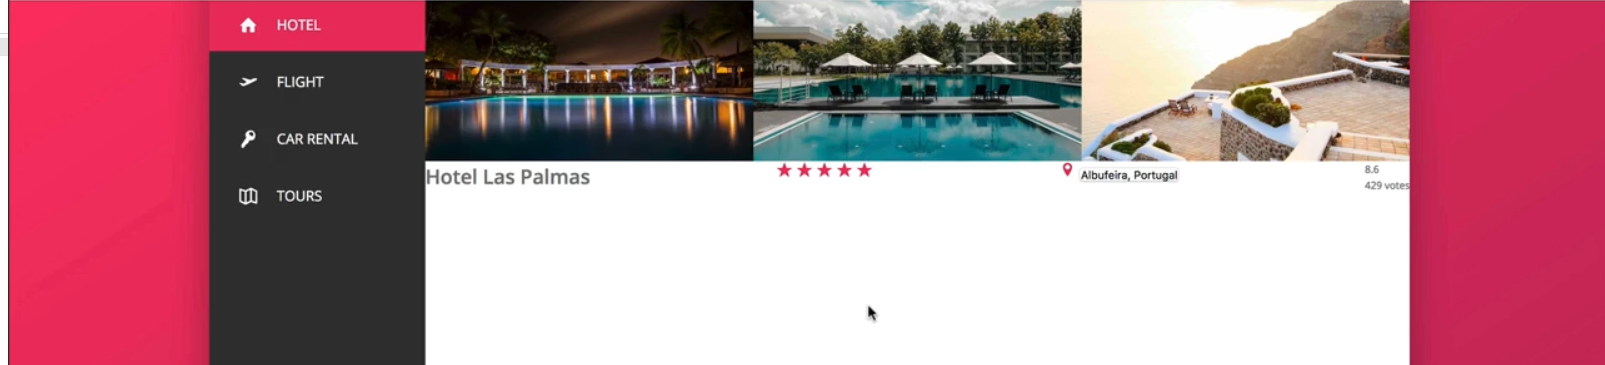 HOTEL
FLIGHT
CAR RENTAL
TOURS
Hotel Las Palmas
Albufeira, Portugal
8.6
429 votes